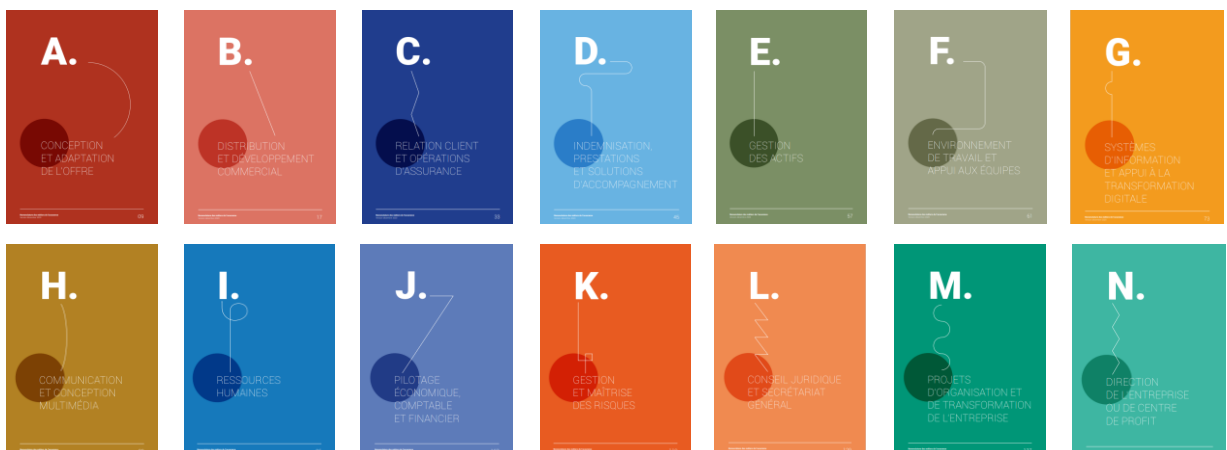 A.
CONCEPTION
ET ADAPTATION
DE L'OFFRE
B.
DISTRIBUTION
ET DÉVELOPPEMENT
COMMERCIAL
C.
RELATION CLIENT
ET OPÉRATIONS
D'ASSURANCE
D.
INDEMNISATION,
PRESTATIONS
ET SOLUTIONS
D'ACCOMPAGNEMENT
E.
GESTION
DES ACTIFS
F.
ENVIRONNEMENT
DE TRAVAIL ET
APPUI AUX ÉQUIPES
G.
SYSTÈMES
D'INFORMATION
ET APPUI À LA
TRANSFORMATION
DIGITALE
H.
COMMUNICATION
ET CONCEPTION
MULTIMÉDIA
I.
RESSOURCES
HUMAINES
J.
PILOTAGE
ÉCONOMIQUE,
COMPTABLE
ET FINANCIER
K.
GESTION
ET MAÎTRISE
DES RISQUES
L.
CONSEIL JURIDIQUE
ET SECRÉTARIAT
GÉNÉRAL
M.
PROJETS
D'ORGANISATION ET
DE TRANSFORMATION
DE L'ENTREPRISE
N.
DIRECTION
DE L'ENTREPRISE
OU DE CENTRE
DE PROFIT